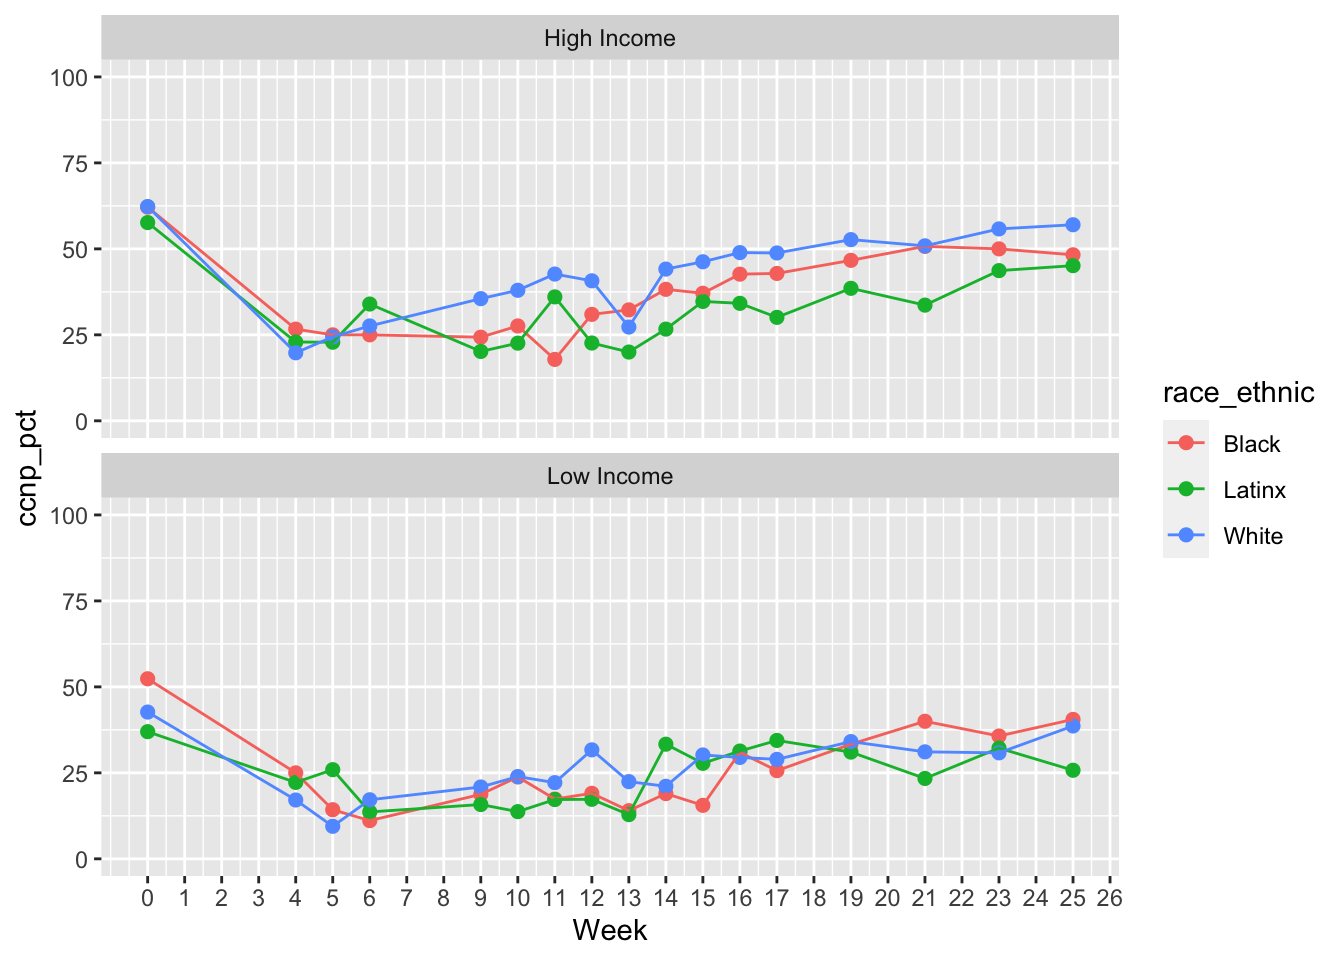 High Income
100
75
50
25
0
Low Income
100
75
50
25
0
0 1 2 3 4 5 6 7 8 9 10 11 12 13 14 15 16 17 18 19 20 21 22 23 24 25 26
Week
ccnp_pct
race_ethnic
Black
Latinx
White